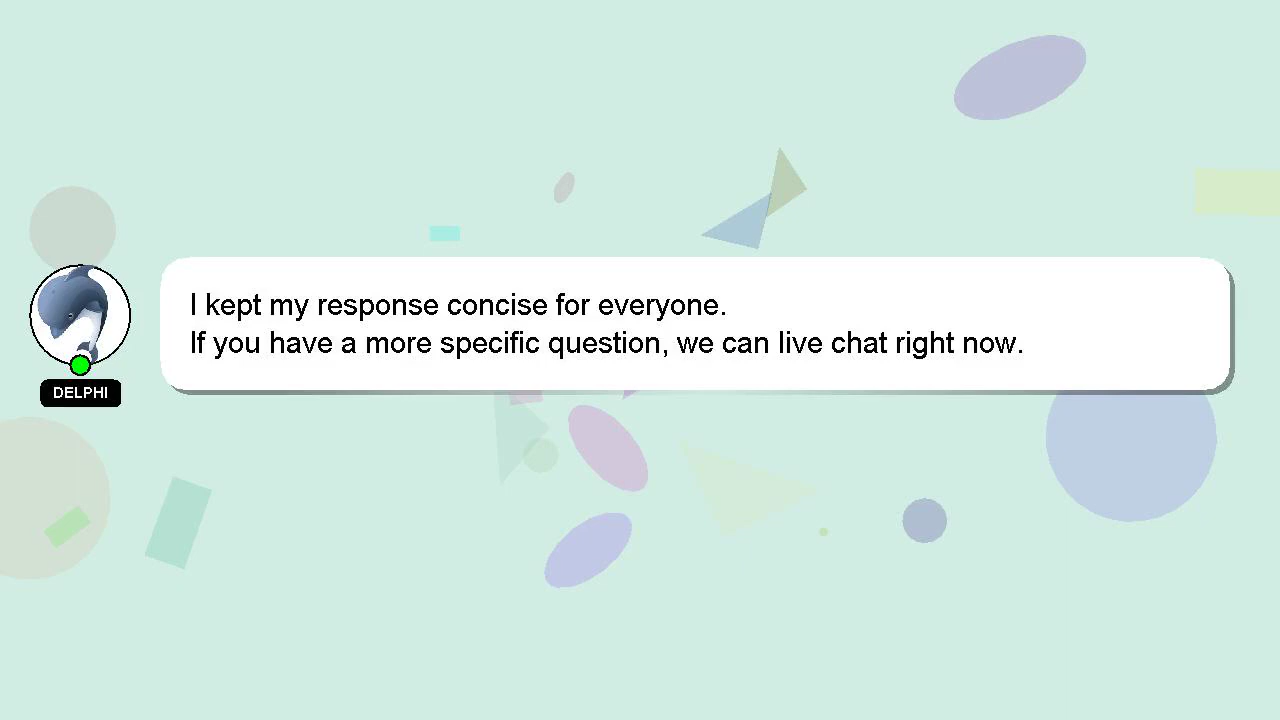 I kept my response concise for everyone.
If you have a more specific question, we can live chat right now.
DELPHI